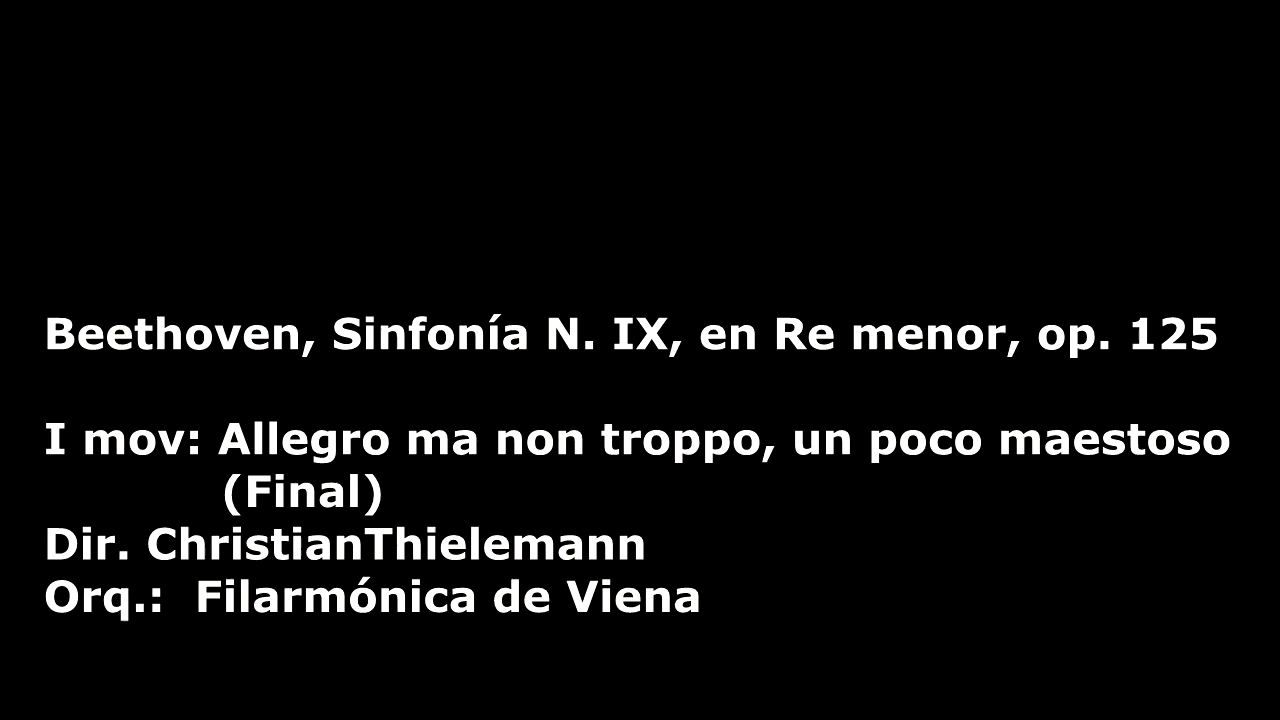 Beethoven, Sinfonía N. IX, en Re menor, op. 125
I mov: Allegro ma non troppo, un poco maestoso
(Final)
Dir. ChristianThielemann
Orq.: Filarmónica de Viena